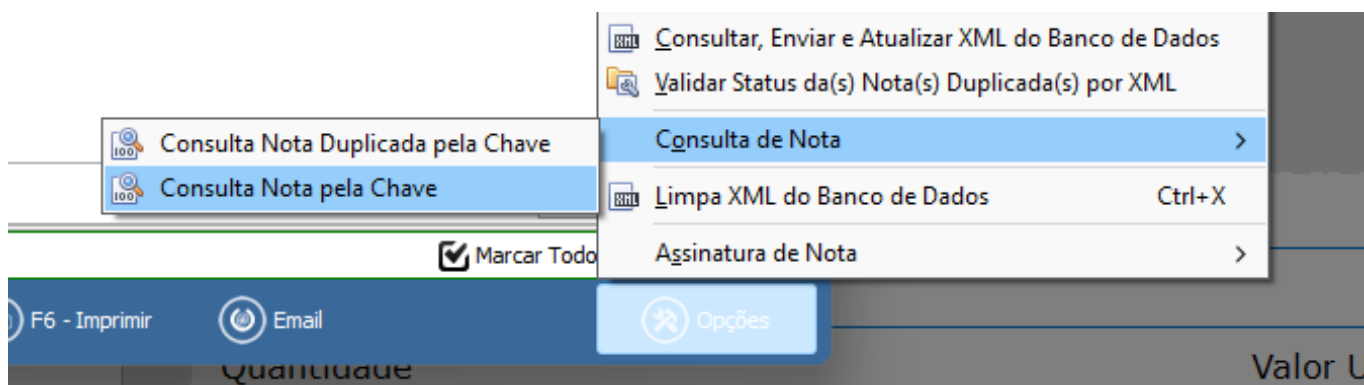 Consultar, Enviar e Atualizar XML do Banco de Dados
Validar Status da(s) Nota(s) Duplicada(s) por XML
Consulta de Nota
Consulta Nota Duplicada pela Chave
Consulta Nota pela Chave
Limpa XML do Banco de Dados Ctrl+X
Assinatura de Nota
Marcar Todo
F6 - Imprimir Email Opções
Quantidade Valor U